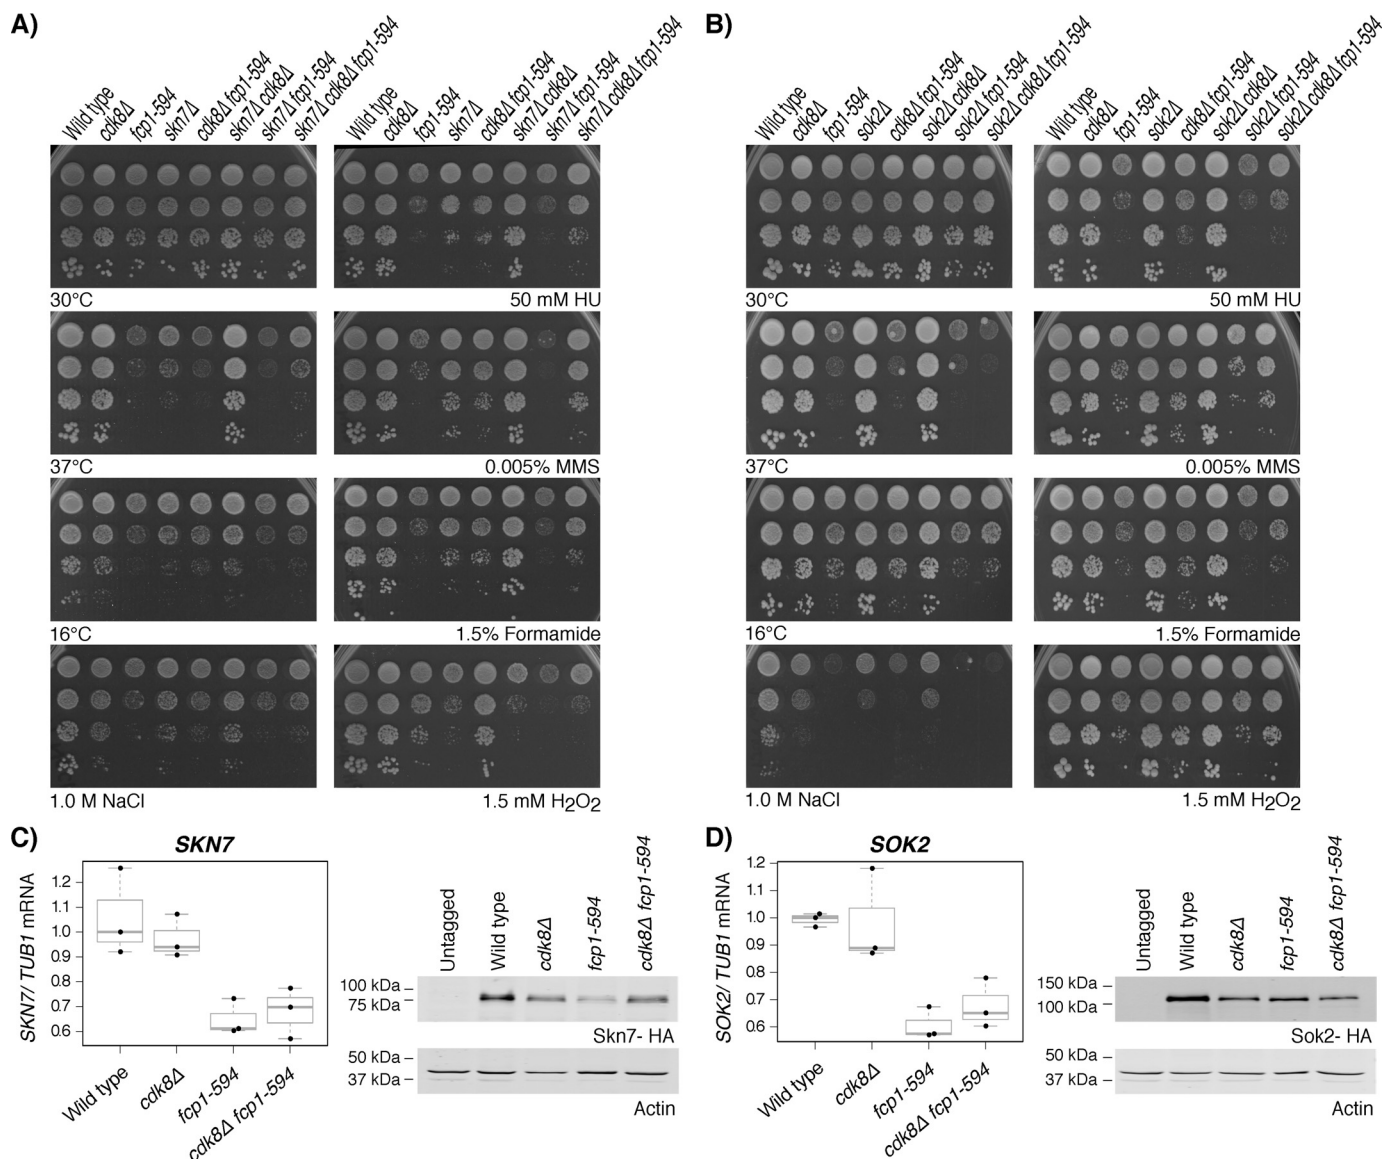 A)
Wild type
cdk8Δ
fcp1-594
skn7Δ
cdk8Δ fcp1-594
skn7Δ cdk8Δ
skn7Δ fcp1-594
skn7Δ cdk8Δ fcp1-594
Wild type
cdk8Δ
fcp1-594
skn7Δ
cdk8Δ fcp1-594
skn7Δ cdk8Δ
skn7Δ fcp1-594
skn7Δ cdk8Δ fcp1-594
30°C
50 mM HU
37°C
0.005% MMS
16°C
1.5% Formamide
1.0 M NaCl
1.5 mM H₂O₂
B)
Wild type
cdk8Δ
fcp1-594
sok2Δ
cdk8Δ fcp1-594
sok2Δ cdk8Δ
sok2Δ fcp1-594
sok2Δ cdk8Δ fcp1-594
Wild type
cdk8Δ
fcp1-594
sok2Δ
cdk8Δ fcp1-594
sok2Δ cdk8Δ
sok2Δ fcp1-594
sok2Δ cdk8Δ fcp1-594
30°C
50 mM HU
37°C
0.005% MMS
16°C
1.5% Formamide
1.0 M NaCl
1.5 mM H₂O₂
C)
SKN7
SKN7/ TUB1 mRNA
1.2
1.1
1.0
0.9
0.8
0.7
0.6
Wild type
cdk8Δ
fcp1-594
cdk8Δ fcp1-594
Untagged
Wild type
cdk8Δ
fcp1-594
cdk8Δ fcp1-594
100 kDa
75 kDa
Skn7- HA
50 kDa
37 kDa
Actin
D)
SOK2
SOK2/ TUB1 mRNA
1.2
1.0
0.9
0.7
0.6
Wild type
cdk8Δ
fcp1-594
cdk8Δ fcp1-594
Untagged
Wild type
cdk8Δ
fcp1-594
cdk8Δ fcp1-594
150 kDa
100 kDa
Sok2- HA
50 kDa
37 kDa
Actin